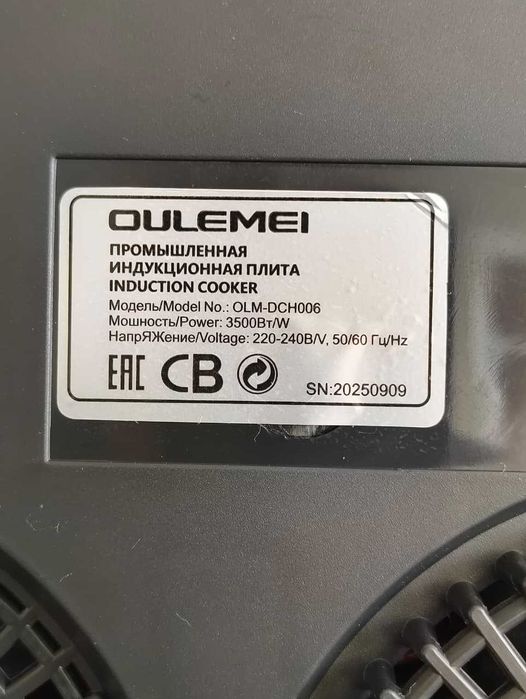 OULEMEI
ПРОМЫШЛЕННАЯ
ИНДУКЦИОННАЯ ПЛИТА
INDUCTION COOKER
Модель/Model No.: OLM-DCH006
Мощность/Power: 3500Вт/W
НапрЯЖение/Voltage: 220-240В/V, 50/60 Гц/Hz
EAC CB
SN:20250909